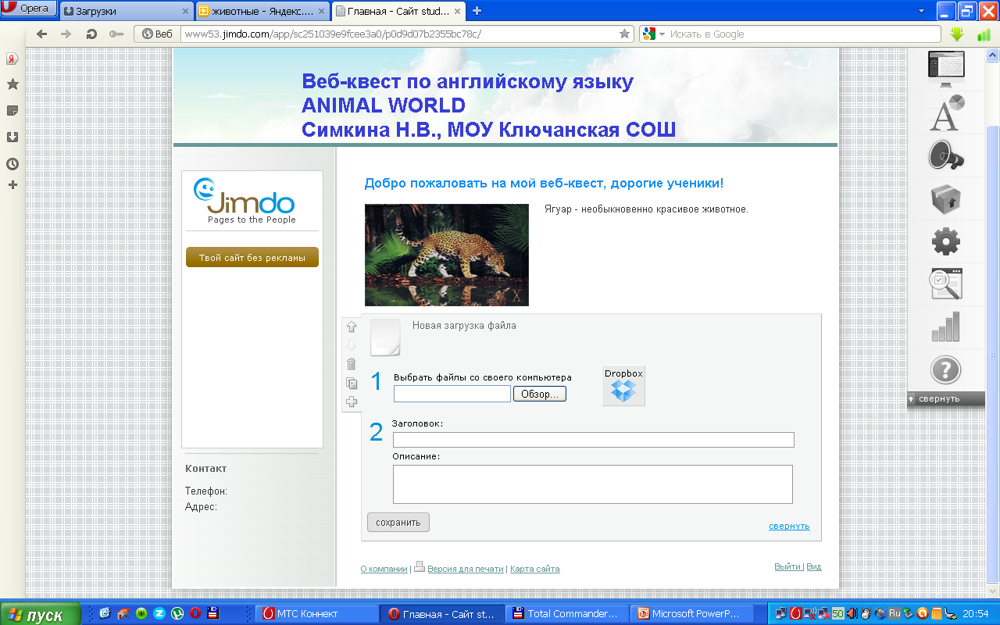 Opera
Загрузки
животные - Яндекс....
Главная - Сайт stud...
Веб
www53.jimdo.com/app/sc251039e9fcee3a0/p0d9d07b2355bc78c/
Искать в Google
Я
Веб-квест по английскому языку
ANIMAL WORLD
Симкина Н.В., МОУ Ключанская СОШ
Jimdo
Pages to the People
Твой сайт без рекламы
Контакт
Телефон:
Адрес:
Добро пожаловать на мой веб-квест, дорогие ученики!
Ягуар - необыкновенно красивое животное.
X
Новая загрузка файла
1
Выбрать файлы со своего компьютера
Обзор...
Dropbox
2
Заголовок:
Описание:
сохранить
свернуть
О компании | Версия для печати | Карта сайта
Выйти | Вид
A
?
свернуть
пуск
МТС Коннект
Главная - Сайт st...
Total Commander...
Microsoft PowerP...
50
Ru
20:54